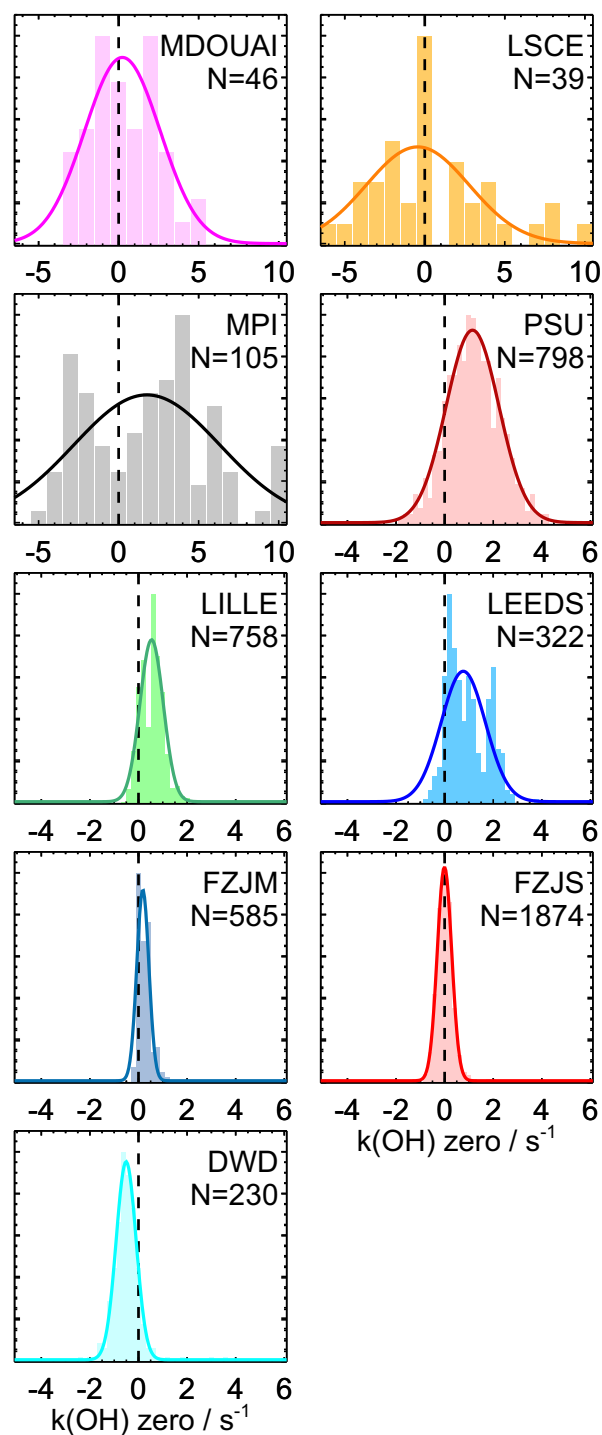 MDOUAI
N=46
-5 0 5 10
LSCE
N=39
-5 0 5 10
MPI
N=105
-5 0 5 10
PSU
N=798
-4 -2 0 2 4 6
LILLE
N=758
-4 -2 0 2 4 6
LEEDS
N=322
-4 -2 0 2 4 6
FZJM
N=585
-4 -2 0 2 4 6
FZJS
N=1874
-4 -2 0 2 4 6
k(OH) zero / s⁻¹
DWD
N=230
-4 -2 0 2 4 6
k(OH) zero / s⁻¹